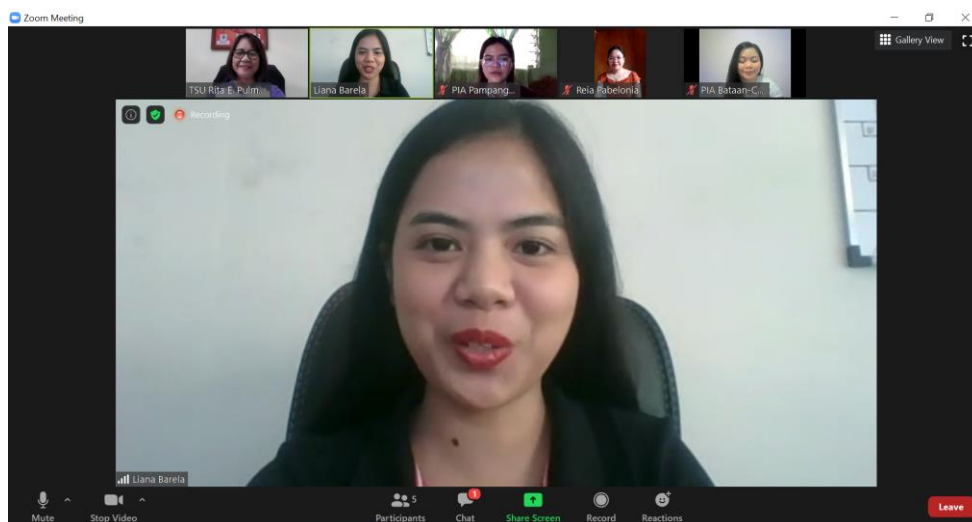 Zoom Meeting
Gallery View
TSU Rita E. Pulm...
Liana Barela
PIA Pampang...
Reia Pabelonia
PIA Bataan-C...
Recording
Liana Barela
Mute
Stop Video
5
Participants
1
Chat
Share Screen
Record
Reactions
Leave